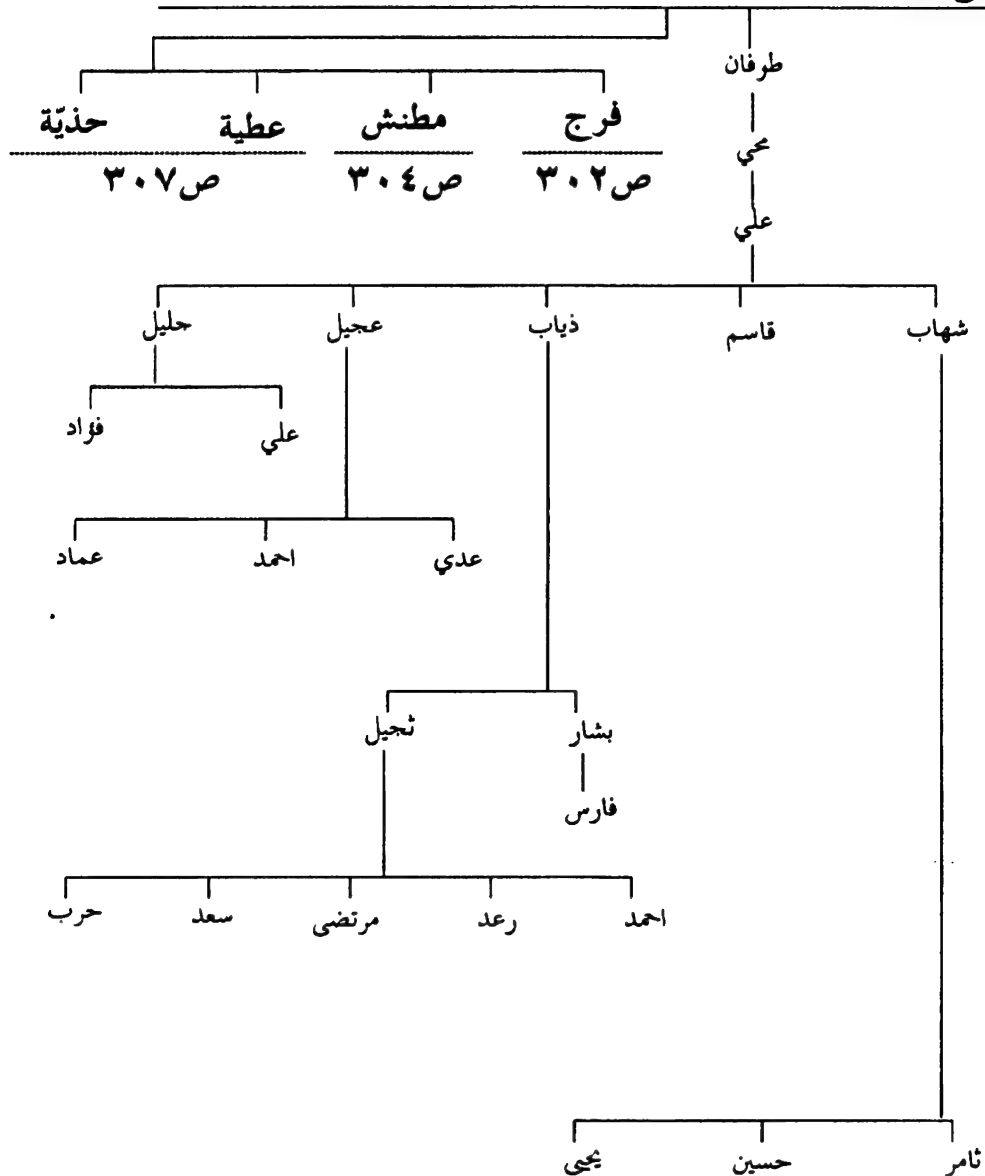 طرفان
فرج مطنش عطية حذيّة
محي
ص٣٠٢ ص٣٠٤ ص٣٠٧
علي
شهاب قاسم ذياب عجيل حليل
علي فؤاد
عدي احمد عماد
بشار ثجيل
فارس
احمد رعد مرتضى سعد حرب
ثامر حسين يحيى